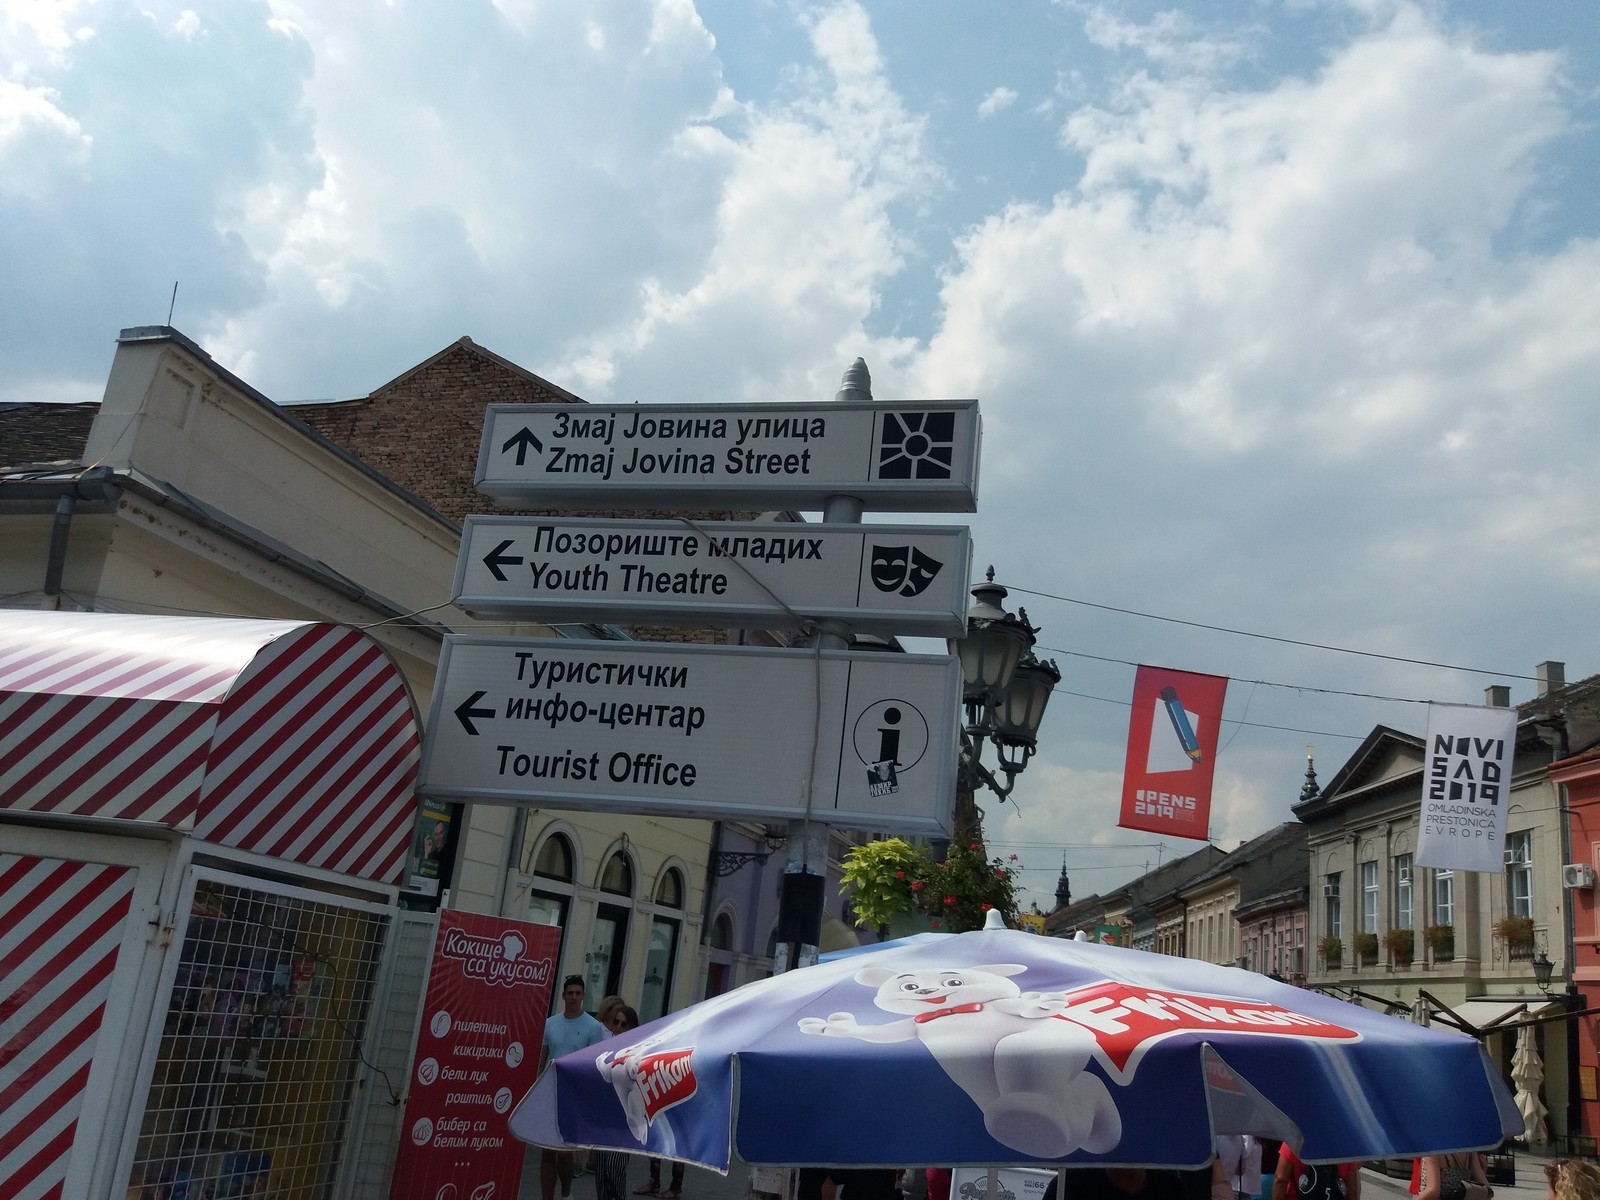 Змај Јовина улица
Zmaj Jovina Street
Позориште младих
Youth Theatre
Туристички
инфо-центар
Tourist Office
OPENS
2019
NOVI
SAD
2019
OMLADINSKA
PRESTONICA
EVROPE
Кокице
са укусом!
пилетина
кикирики
бели лук
роштиљ
бибер са
белим луком
...
Frikom
Frikom